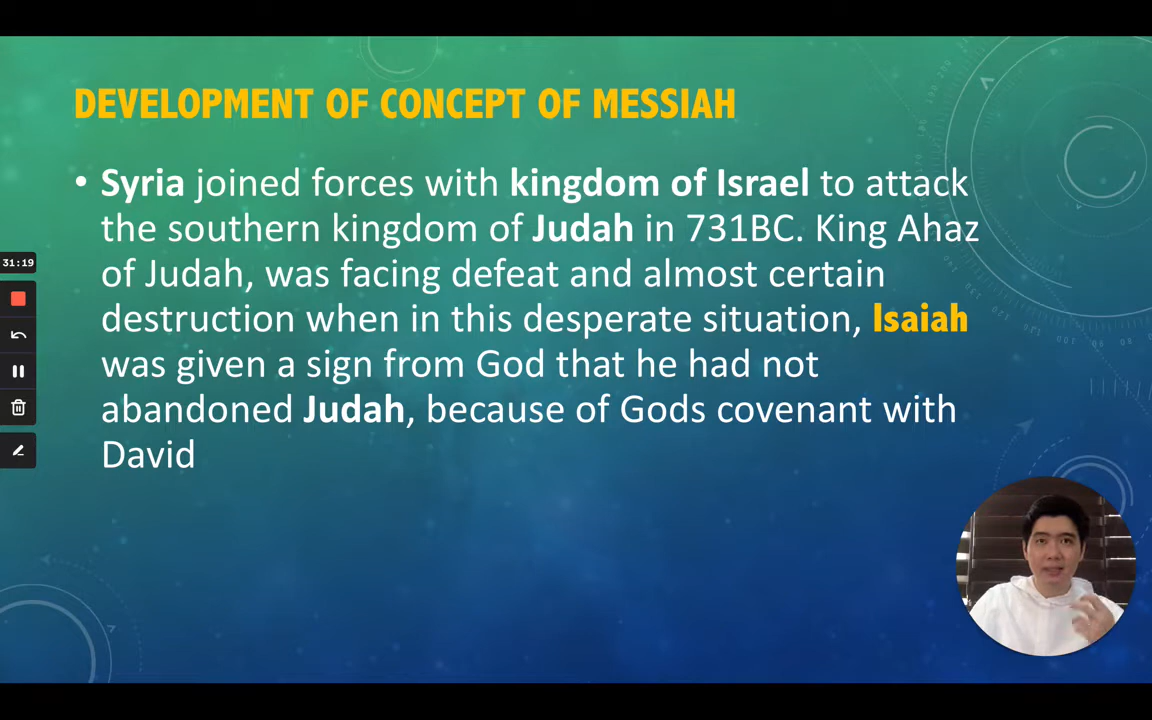 DEVELOPMENT OF CONCEPT OF MESSIAH
• Syria joined forces with kingdom of Israel to attack
the southern kingdom of Judah in 731BC. King Ahaz
of Judah, was facing defeat and almost certain
destruction when in this desperate situation, Isaiah
was given a sign from God that he had not
abandoned Judah, because of Gods covenant with
David
31:19